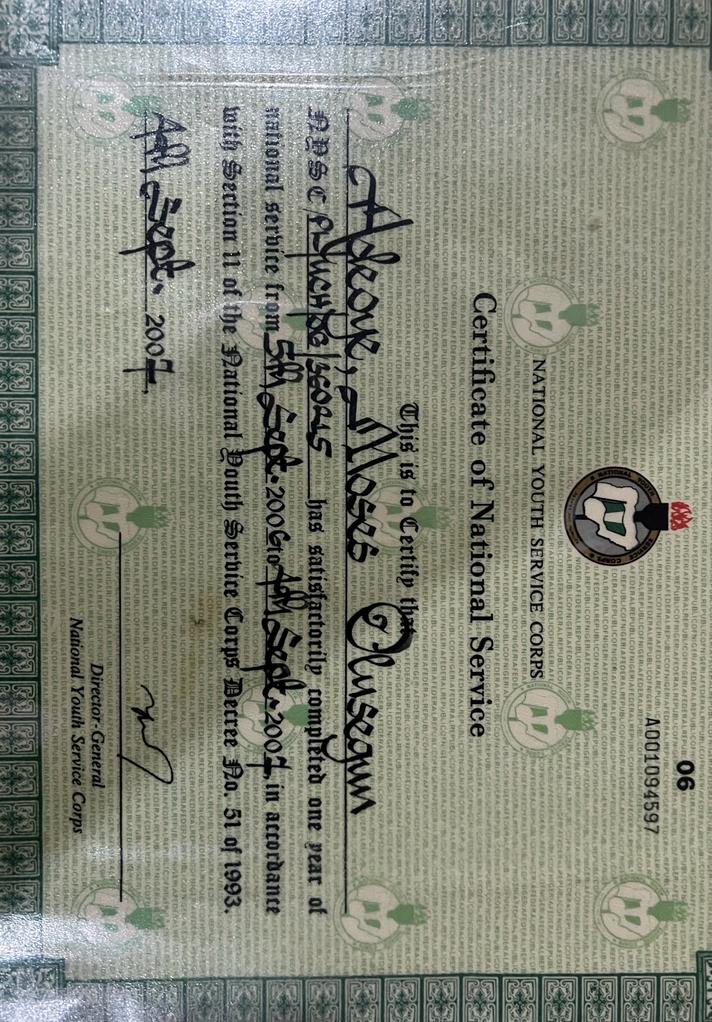 06
A001094597
NATIONAL YOUTH SERVICE CORPS
Certificate of National Service
This is to Certify that
Adeoye, Moses Olusegun
NYSC/ has satisfactorily completed one year of
national service from 5th Sept. 2006 to 4th Sept. 2007 in accordance
with Section 11 of the National Youth Service Corps Decree No. 51 of 1993.
4th Sept. 2007.
Director-General
National Youth Service Corps